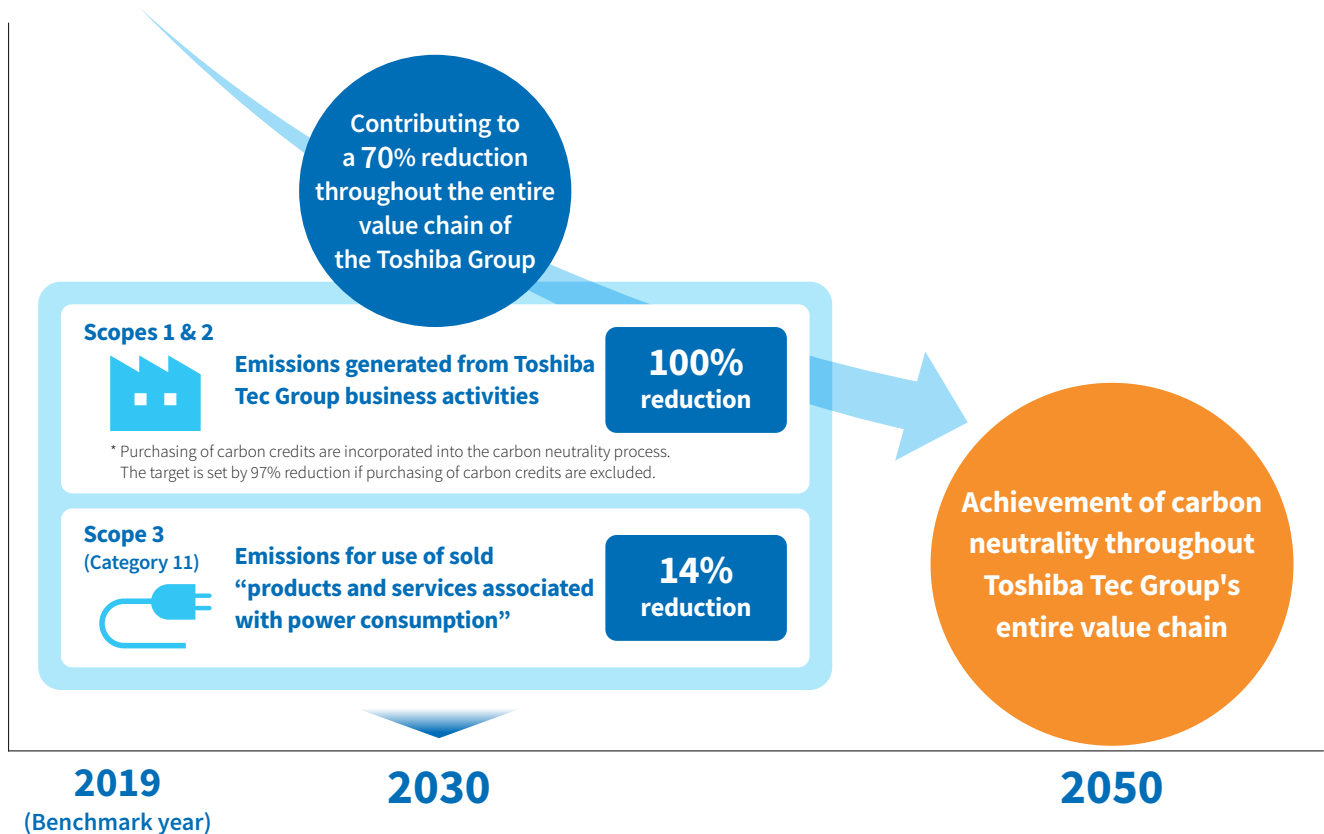 Contributing to
a 70% reduction
throughout the entire
value chain of
the Toshiba Group
Scopes 1 & 2
Emissions generated from Toshiba
Tec Group business activities
100%
reduction
* Purchasing of carbon credits are incorporated into the carbon neutrality process.
The target is set by 97% reduction if purchasing of carbon credits are excluded.
Scope 3
(Category 11)
Emissions for use of sold
“products and services associated
with power consumption”
14%
reduction
Achievement of carbon
neutrality throughout
Toshiba Tec Group's
entire value chain
2019
(Benchmark year)
2030
2050